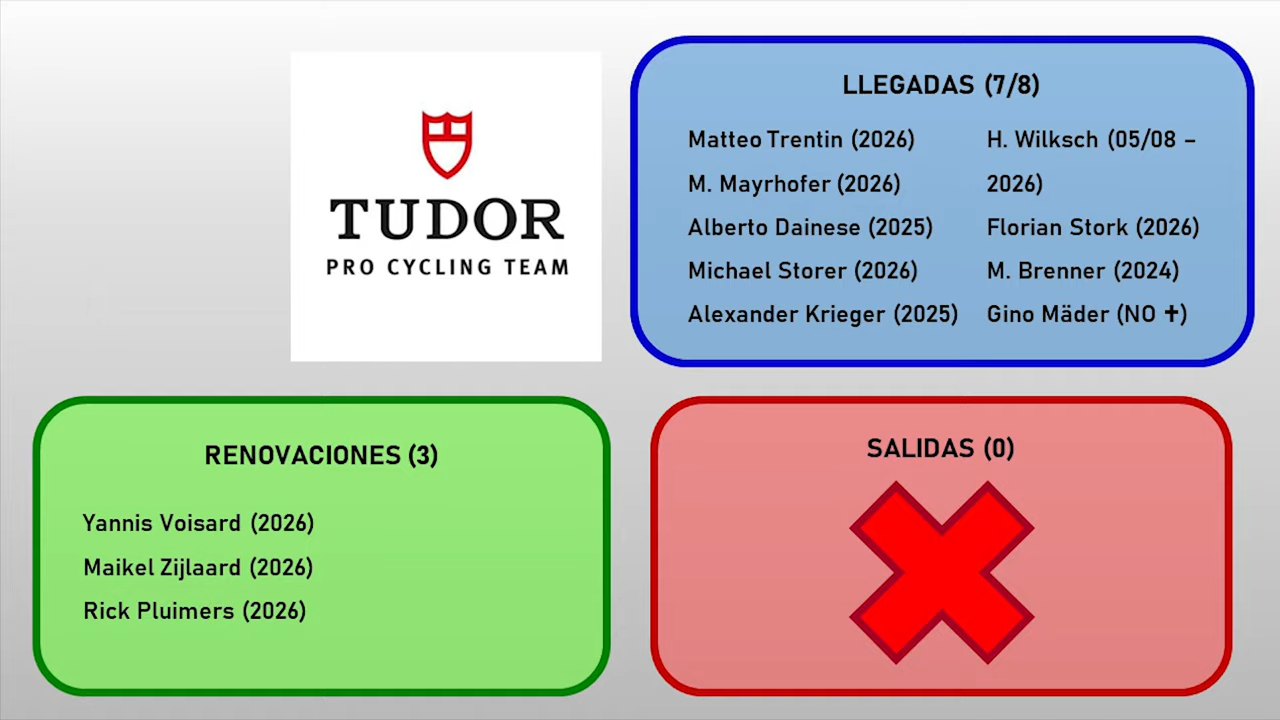 TUDOR
PRO CYCLING TEAM
LLEGADAS (7/8)
Matteo Trentin (2026)
M. Mayrhofer (2026)
Alberto Dainese (2025)
Michael Storer (2026)
Alexander Krieger (2025)
H. Wilksch (05/08 –
2026)
Florian Stork (2026)
M. Brenner (2024)
Gino Mäder (NO ✝)
RENOVACIONES (3)
Yannis Voisard (2026)
Maikel Zijlaard (2026)
Rick Pluimers (2026)
SALIDAS (0)